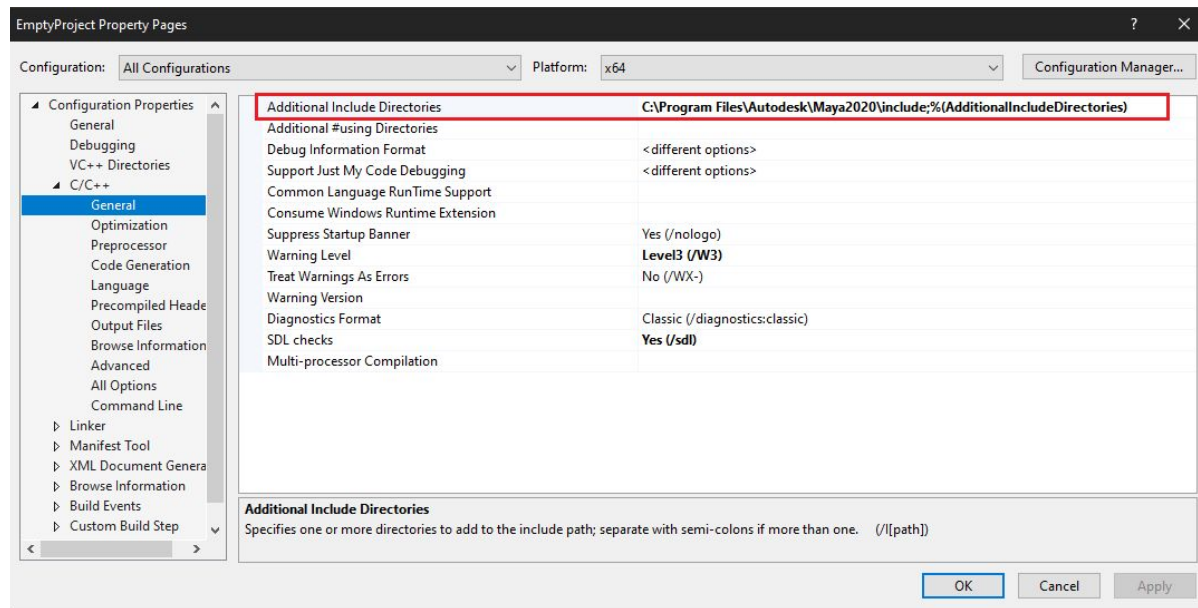 EmptyProject Property Pages
? ×
Configuration: All Configurations Platform: x64 Configuration Manager...
Configuration Properties
General
Debugging
VC++ Directories
C/C++
General
Optimization
Preprocessor
Code Generation
Language
Precompiled Heade
Output Files
Browse Information
Advanced
All Options
Command Line
Linker
Manifest Tool
XML Document Genera
Browse Information
Build Events
Custom Build Step
Additional Include Directories C:\Program Files\Autodesk\Maya2020\include;%(AdditionalIncludeDirectories)
Additional #using Directories
Debug Information Format <different options>
Support Just My Code Debugging <different options>
Common Language RunTime Support
Consume Windows Runtime Extension
Suppress Startup Banner Yes (/nologo)
Warning Level Level3 (/W3)
Treat Warnings As Errors No (/WX-)
Warning Version
Diagnostics Format Classic (/diagnostics:classic)
SDL checks Yes (/sdl)
Multi-processor Compilation
Additional Include Directories
Specifies one or more directories to add to the include path; separate with semi-colons if more than one. (/I[path])
OK Cancel Apply